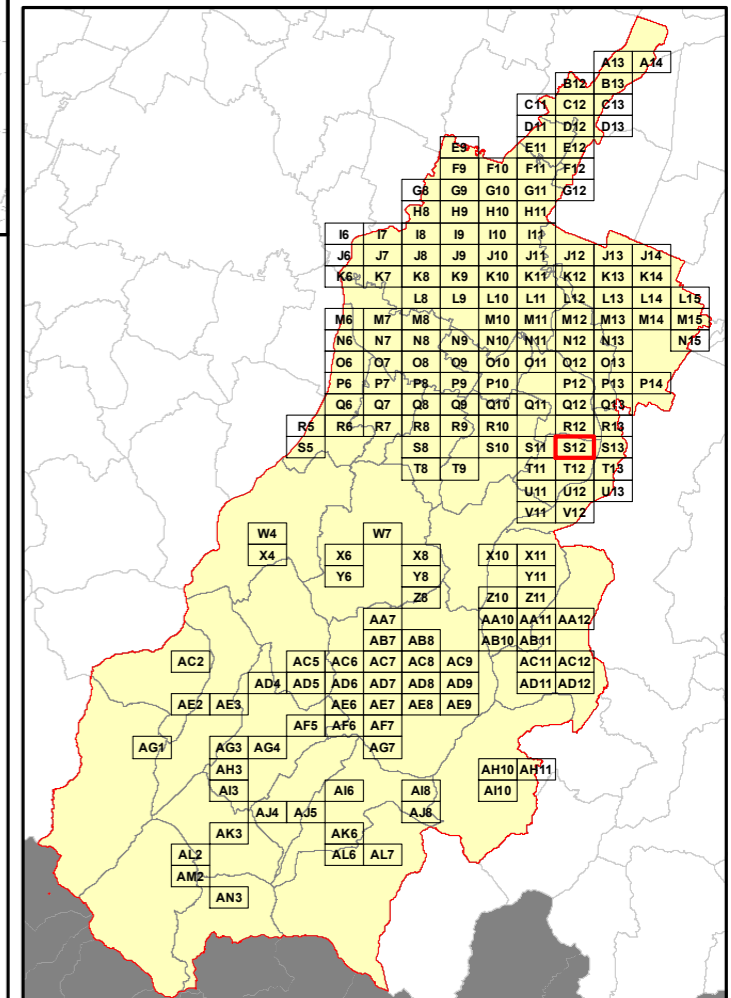 A13 A14
B12 B13
C11 C12 C13
D11 D12 D13
E9 E11 E12
F9 F10 F11 F12
G8 G9 G10 G11 G12
H8 H9 H10 H11
I6 I7 I8 I9 I10 I11
J6 J7 J8 J9 J10 J11 J12 J13 J14
K6 K7 K8 K9 K10 K11 K12 K13 K14
L8 L9 L10 L11 L12 L13 L14 L15
M6 M7 M8 M10 M11 M12 M13 M14 M15
N6 N7 N8 N9 N10 N11 N12 N13 N15
O6 O7 O8 O9 O10 O11 O12 O13
P6 P7 P8 P9 P10 P12 P13 P14
Q6 Q7 Q8 Q9 Q10 Q11 Q12 Q13
R5 R6 R7 R8 R9 R10 R12 R13
S5 S8 S10 S11 S12 S13
T8 T9 T11 T12 T13
U11 U12 U13
V11 V12
W4 W7
X4 X6 X8 X10 X11
Y6 Y8 Y11
Z8 Z10 Z11
AA7 AA10 AA11 AA12
AB7 AB8 AB10 AB11
AC2 AC5 AC6 AC7 AC8 AC9 AC11 AC12
AD4 AD5 AD6 AD7 AD8 AD9 AD11 AD12
AE2 AE3 AE6 AE7 AE8 AE9
AF5 AF6 AF7
AG1 AG3 AG4 AG7
AH3 AH10 AH11
AI3 AI6 AI8 AI10
AJ4 AJ5 AJ8
AK3 AK6
AL2 AL6 AL7
AM2
AN3